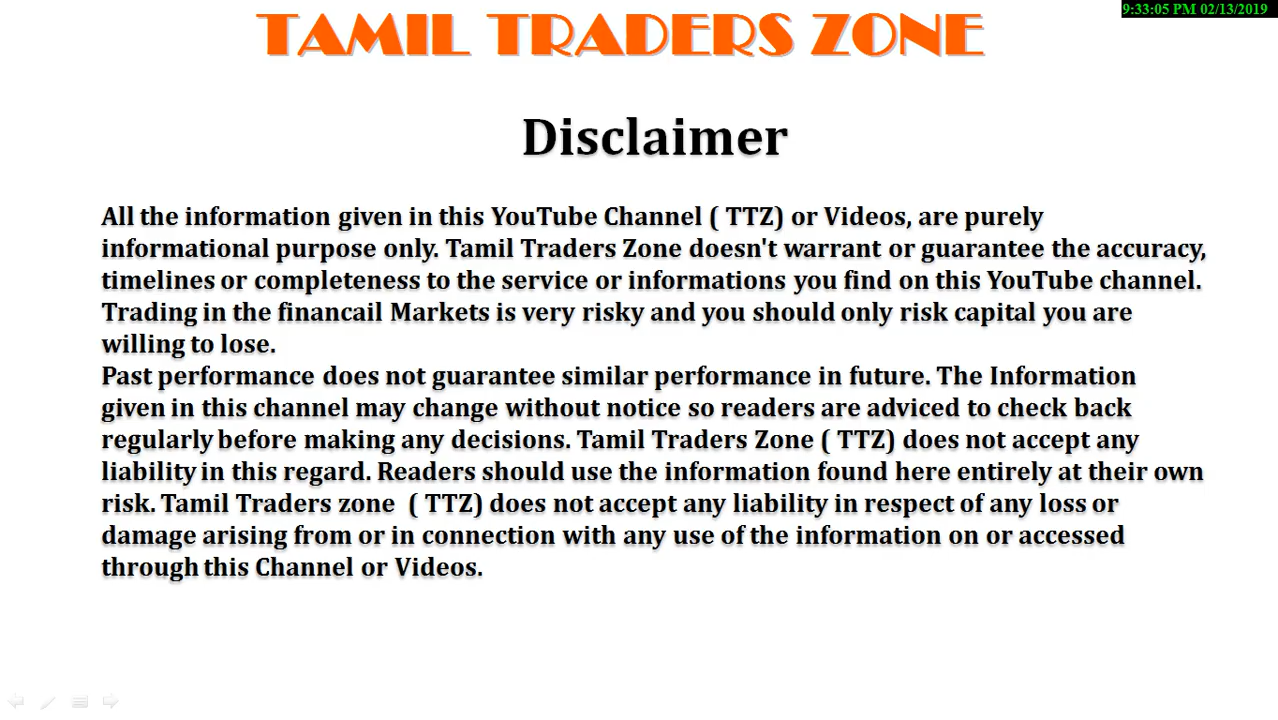 9:33:05 PM 02/13/2019
TAMIL TRADERS ZONE
Disclaimer
All the information given in this YouTube Channel ( TTZ) or Videos, are purely
informational purpose only. Tamil Traders Zone doesn't warrant or guarantee the accuracy,
timelines or completeness to the service or informations you find on this YouTube channel.
Trading in the financail Markets is very risky and you should only risk capital you are
willing to lose.
Past performance does not guarantee similar performance in future. The Information
given in this channel may change without notice so readers are adviced to check back
regularly before making any decisions. Tamil Traders Zone ( TTZ) does not accept any
liability in this regard. Readers should use the information found here entirely at their own
risk. Tamil Traders zone  ( TTZ) does not accept any liability in respect of any loss or
damage arising from or in connection with any use of the information on or accessed
through this Channel or Videos.